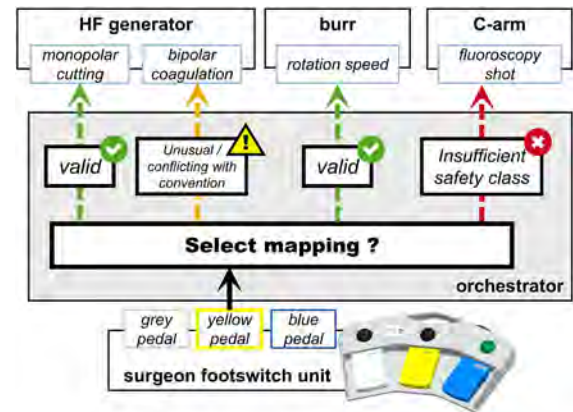 HF generator
burr
C-arm
monopolar
cutting
bipolar
coagulation
rotation speed
fluoroscopy
shot
valid
Unusual /
conflicting with
convention
!
valid
Insufficient
safety class
Select mapping ?
orchestrator
grey
pedal
yellow
pedal
blue
pedal
surgeon footswitch unit